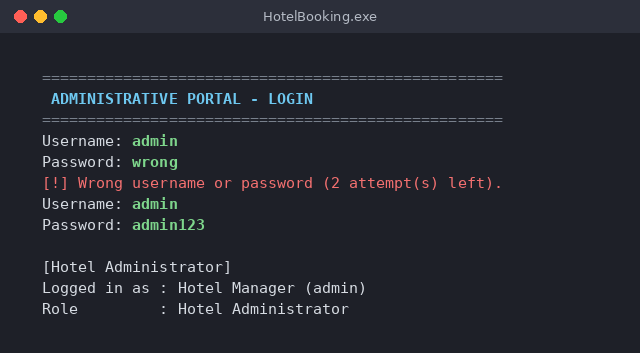 HotelBooking.exe
===================================================
ADMINISTRATIVE PORTAL - LOGIN
===================================================
Username: admin
Password: wrong
[!] Wrong username or password (2 attempt(s) left).
Username: admin
Password: admin123
[Hotel Administrator]
Logged in as : Hotel Manager (admin)
Role         : Hotel Administrator